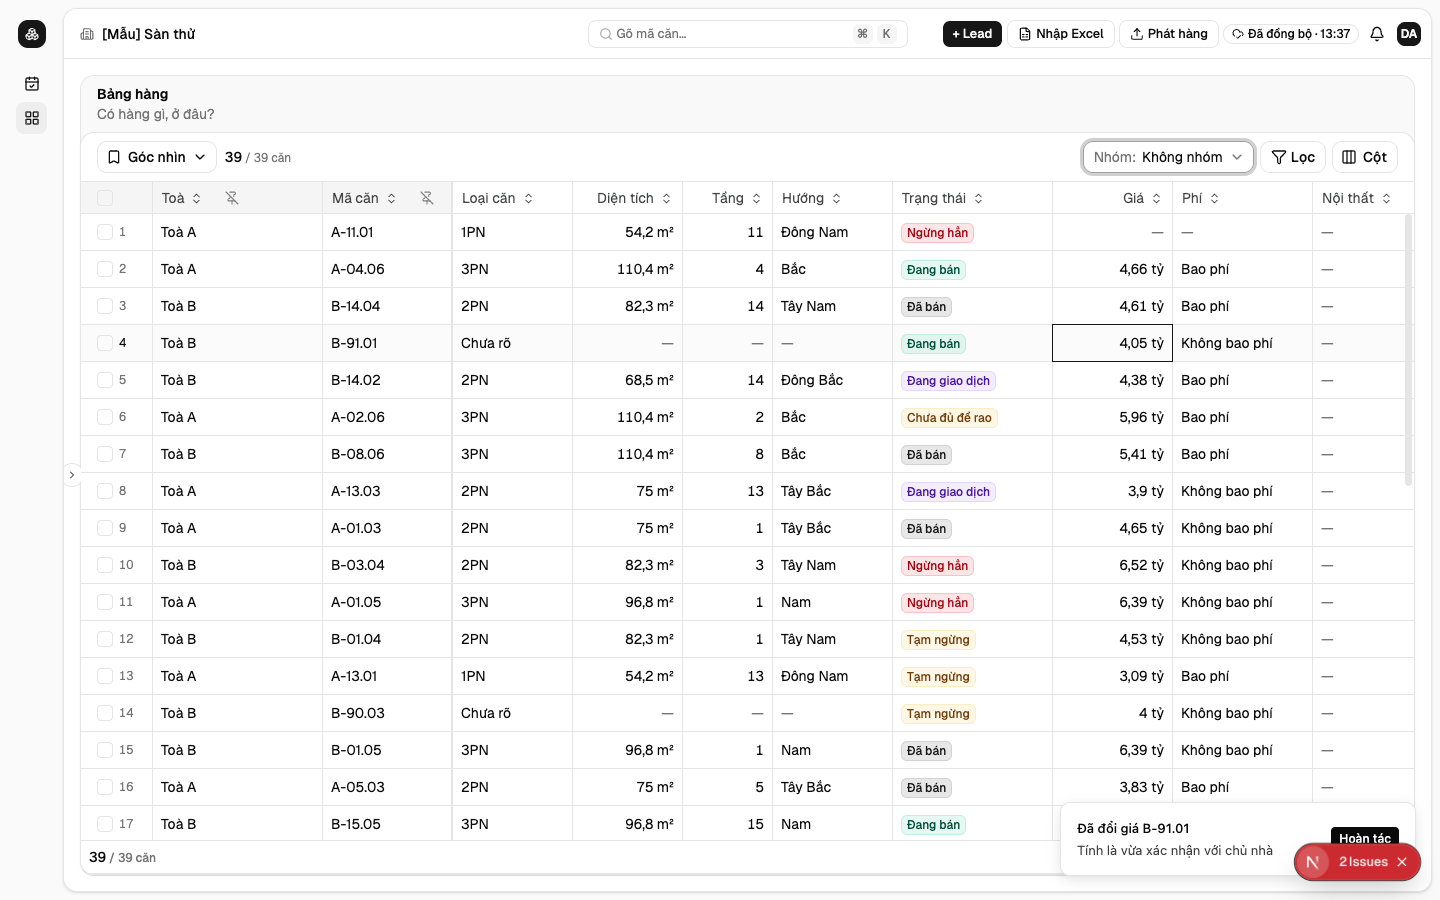 [Mẫu] Sàn thử
Gõ mã căn...
⌘ K
+ Lead
Nhập Excel
Phát hàng
Đã đồng bộ · 13:37
DA
Bảng hàng
Có hàng gì, ở đâu?
Góc nhìn
39 / 39 căn
Nhóm: Không nhóm
Lọc
Cột
Toà Mã căn Loại căn Diện tích Tầng Hướng Trạng thái Giá Phí Nội thất
1 Toà A A-11.01 1PN 54,2 m² 11 Đông Nam Ngừng hẳn — — —
2 Toà A A-04.06 3PN 110,4 m² 4 Bắc Đang bán 4,66 tỷ Bao phí —
3 Toà B B-14.04 2PN 82,3 m² 14 Tây Nam Đã bán 4,61 tỷ Bao phí —
4 Toà B B-91.01 Chưa rõ — — — Đang bán 4,05 tỷ Không bao phí —
5 Toà B B-14.02 2PN 68,5 m² 14 Đông Bắc Đang giao dịch 4,38 tỷ Bao phí —
6 Toà A A-02.06 3PN 110,4 m² 2 Bắc Chưa đủ để rao 5,96 tỷ Bao phí —
7 Toà B B-08.06 3PN 110,4 m² 8 Bắc Đã bán 5,41 tỷ Bao phí —
8 Toà A A-13.03 2PN 75 m² 13 Tây Bắc Đang giao dịch 3,9 tỷ Không bao phí —
9 Toà A A-01.03 2PN 75 m² 1 Tây Bắc Đã bán 4,65 tỷ Không bao phí —
10 Toà B B-03.04 2PN 82,3 m² 3 Tây Nam Ngừng hẳn 6,52 tỷ Không bao phí —
11 Toà A A-01.05 3PN 96,8 m² 1 Nam Ngừng hẳn 6,39 tỷ Không bao phí —
12 Toà B B-01.04 2PN 82,3 m² 1 Tây Nam Tạm ngừng 4,53 tỷ Không bao phí —
13 Toà A A-13.01 1PN 54,2 m² 13 Đông Nam Tạm ngừng 3,09 tỷ Bao phí —
14 Toà B B-90.03 Chưa rõ — — — Tạm ngừng 4 tỷ Không bao phí —
15 Toà B B-01.05 3PN 96,8 m² 1 Nam Đã bán 6,39 tỷ Không bao phí —
16 Toà A A-05.03 2PN 75 m² 5 Tây Bắc Đã bán 3,83 tỷ Bao phí —
17 Toà B B-15.05 3PN 96,8 m² 15 Nam Đang bán
39 / 39 căn
Đã đổi giá B-91.01
Tính là vừa xác nhận với chủ nhà
Hoàn tác
N 2 Issues